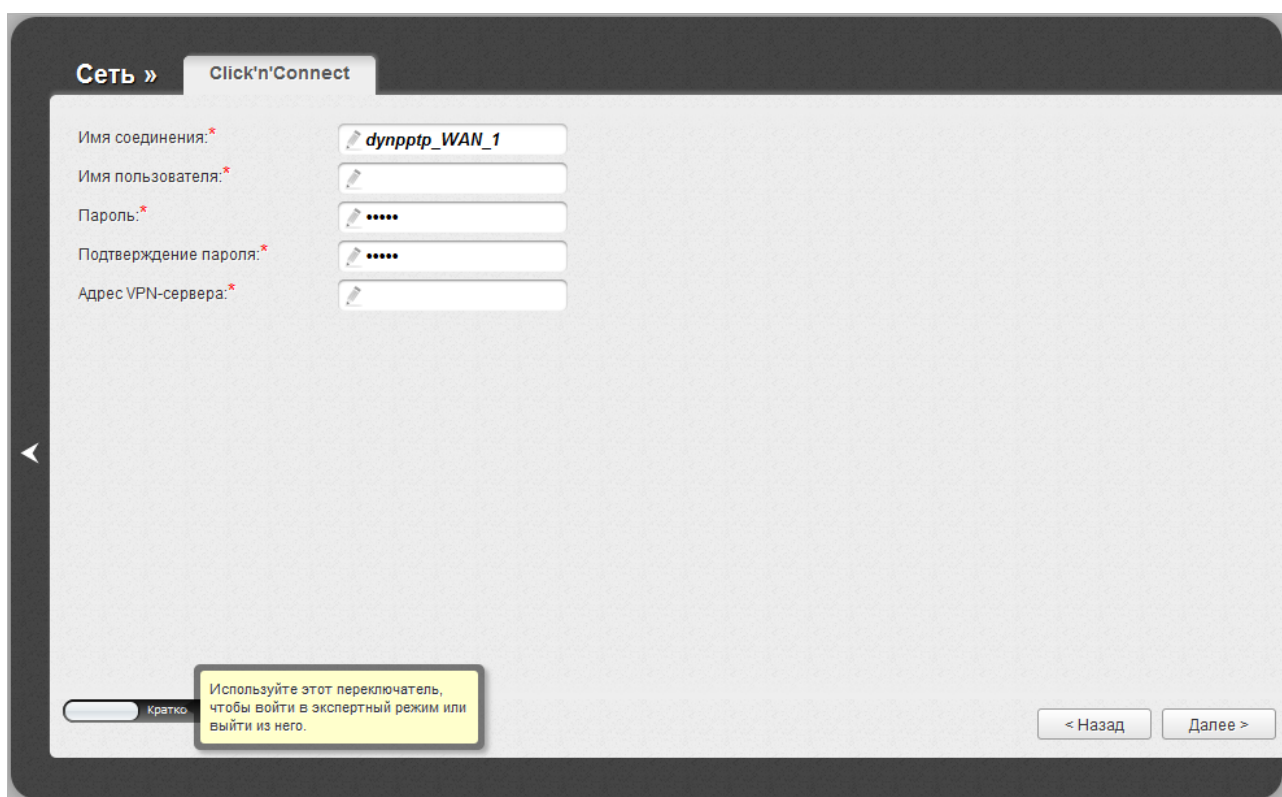 Сеть »
Click'n'Connect
Имя соединения:*
dynpptp_WAN_1
Имя пользователя:*
Пароль:*
•••••
Подтверждение пароля:*
•••••
Адрес VPN-сервера:*
Кратко
Используйте этот переключатель,
чтобы войти в экспертный режим или
выйти из него.
< Назад
Далее >